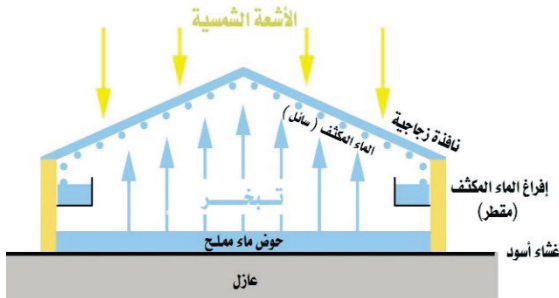 الأشعة الشمسية
نافذة زجاجية
الماء المكثف (سائل)
إفراغ الماء المكثف
(مقطر)
تبخر
حوض ماء مملح
غشاء أسود
عازل